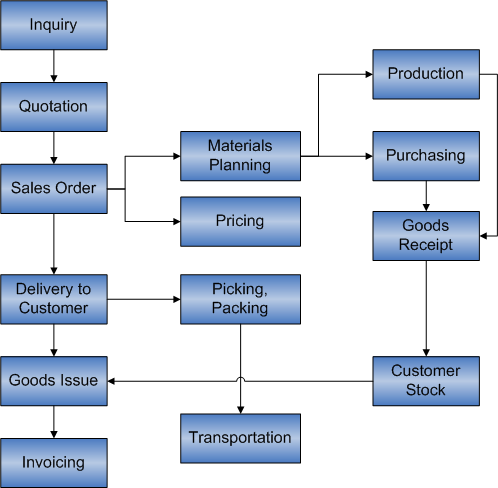 Inquiry
Quotation
Sales Order
Materials
Planning
Pricing
Production
Purchasing
Goods
Receipt
Delivery to
Customer
Picking,
Packing
Goods Issue
Customer
Stock
Invoicing
Transportation